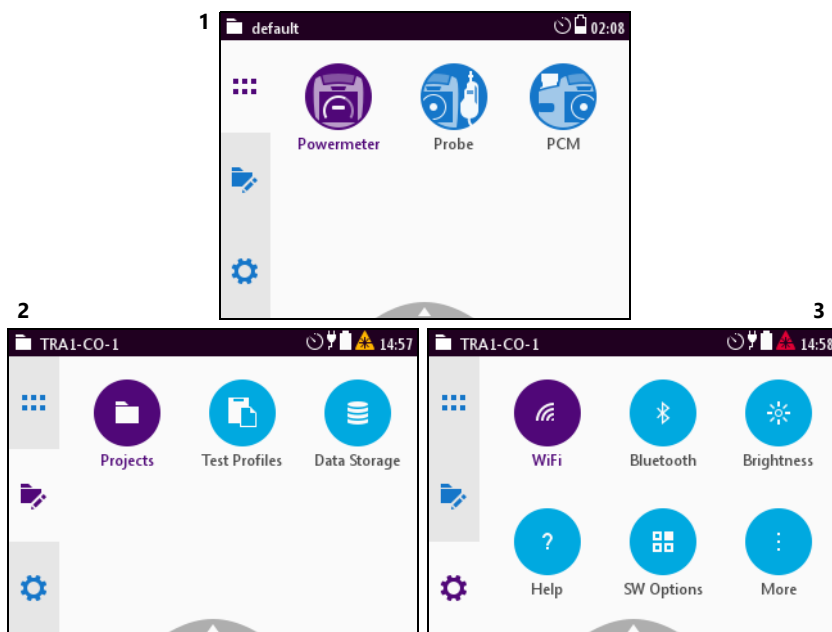 1
default 02:08
Powermeter Probe PCM
2
TRA1-CO-1 14:57
Projects Test Profiles Data Storage
3
TRA1-CO-1 14:58
WiFi Bluetooth Brightness
? Help SW Options More